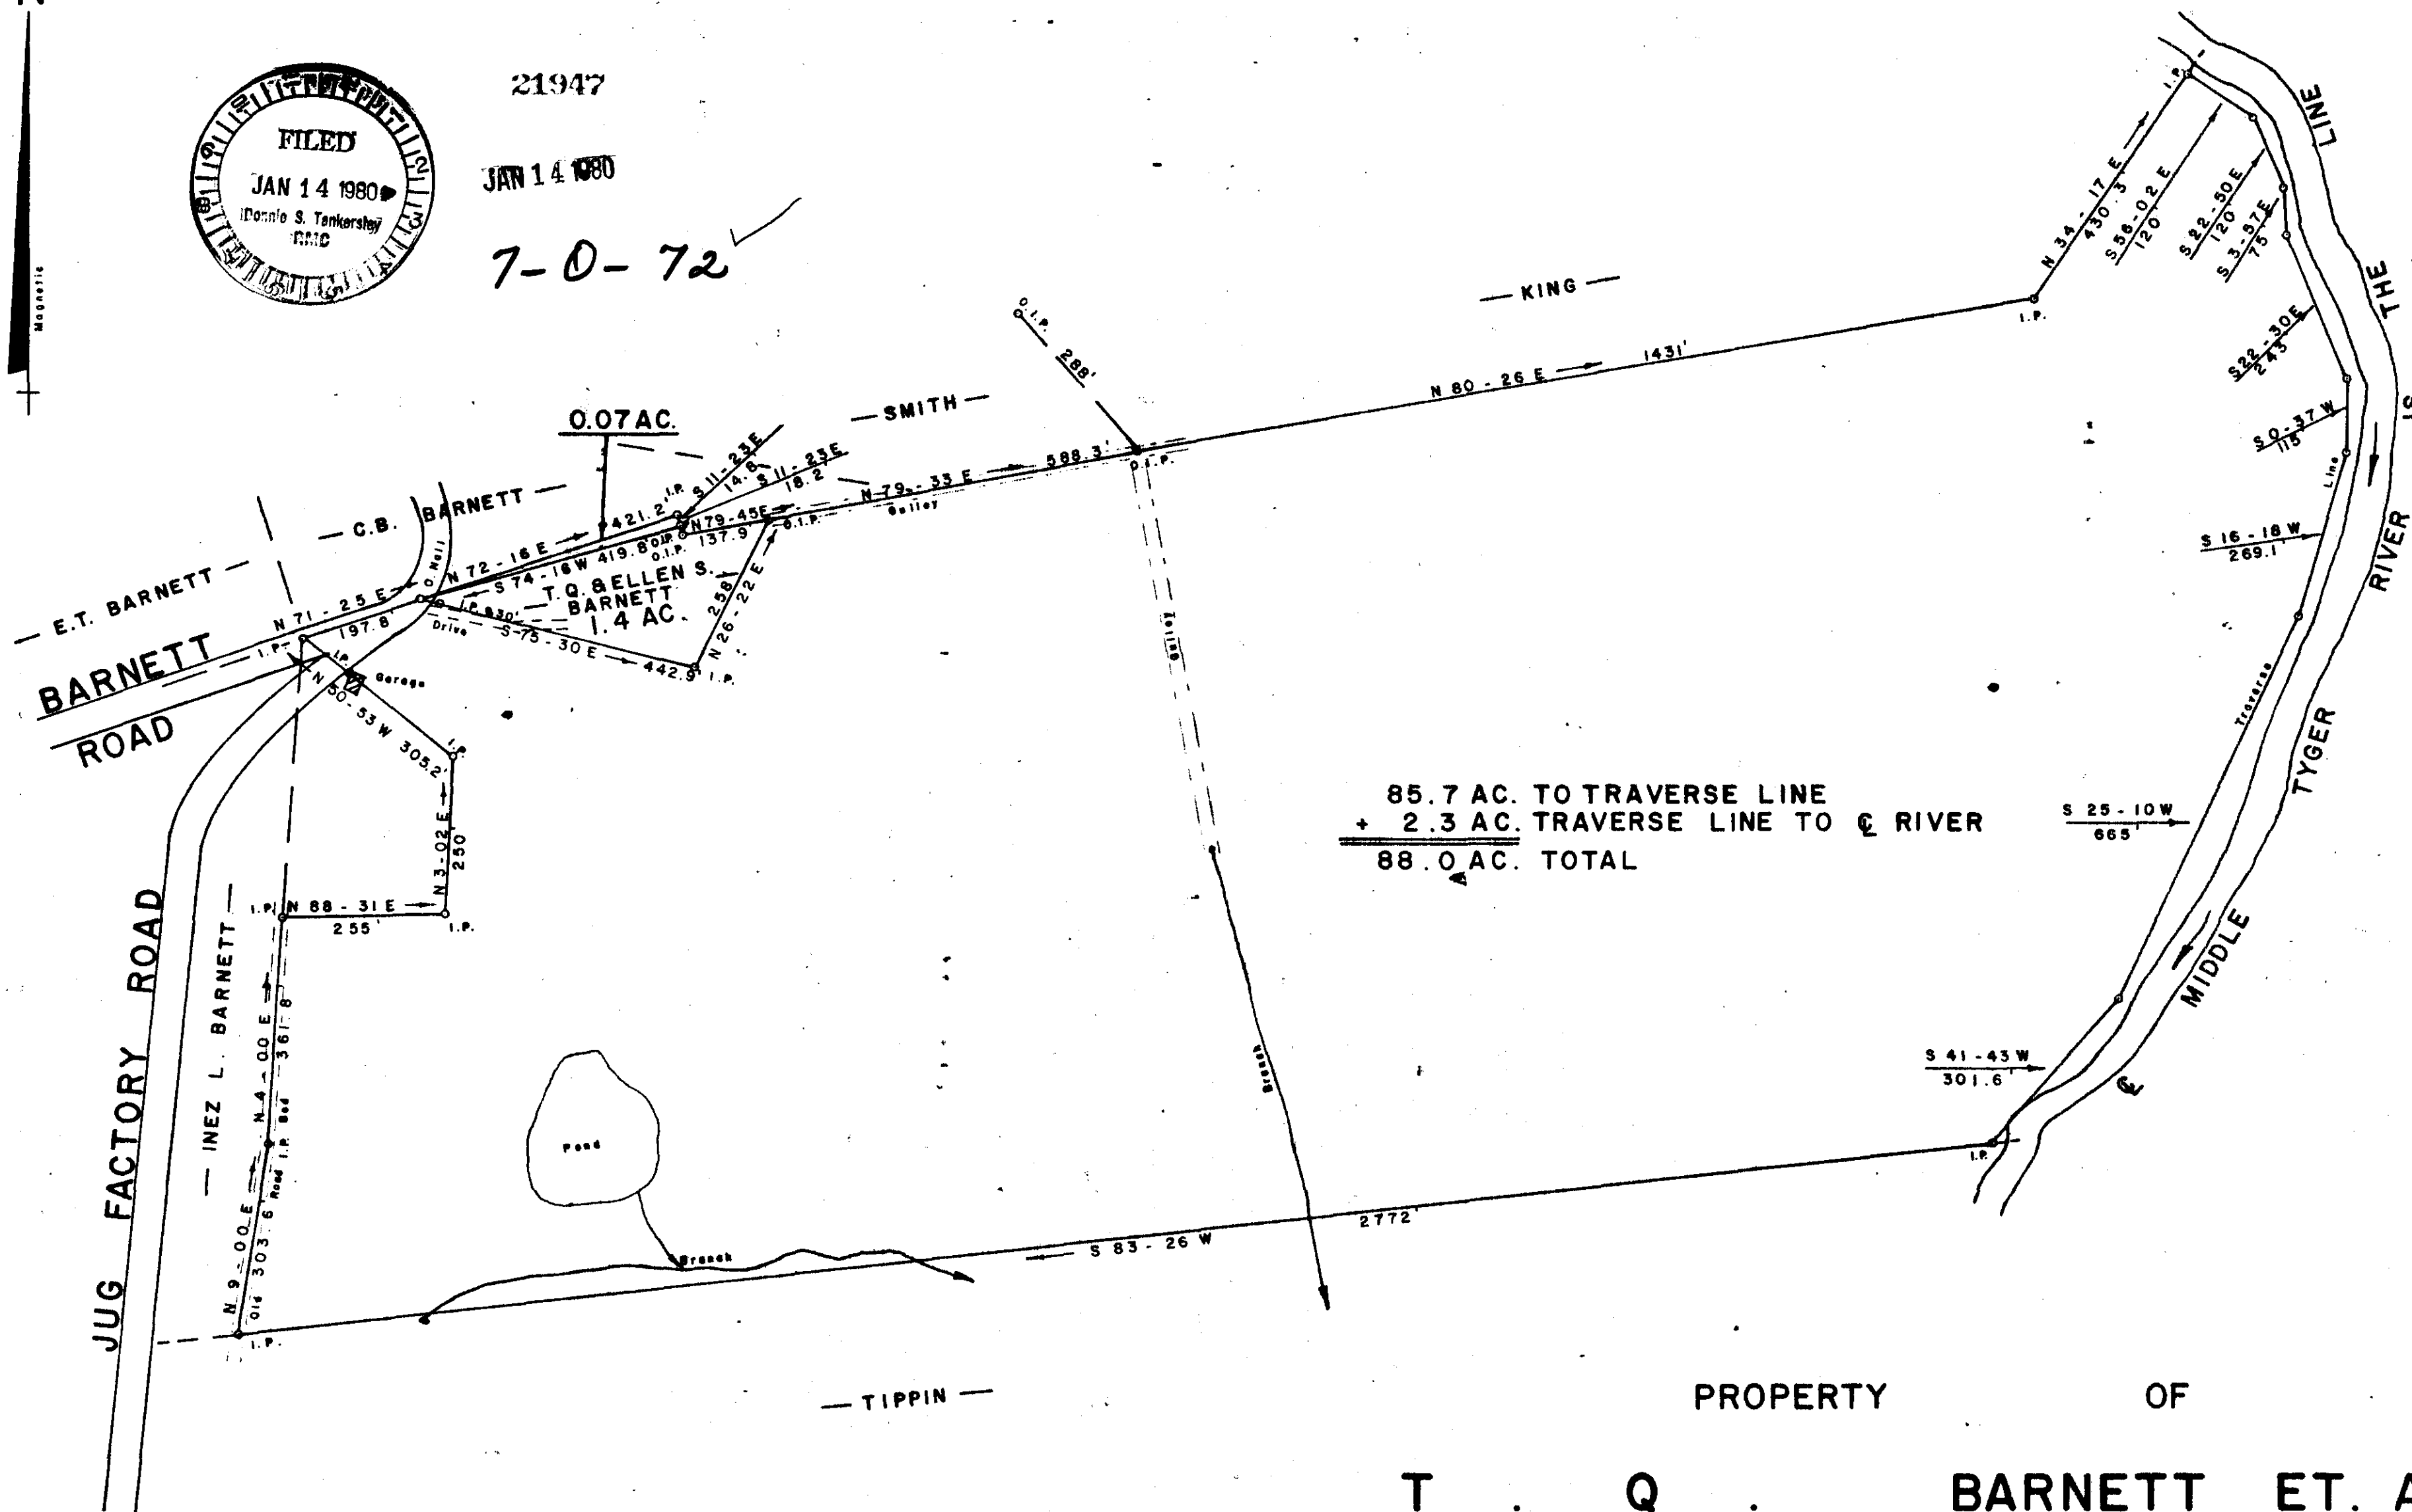 21947
FILED
JAN 14 1980
Donnie S. Tankersley
RMC
JAN 14 1980
7-0-72
Magnetic
— KING —
— SMITH —
— C.B. BARNETT —
— E.T. BARNETT —
0.07 AC.
O.I.P.
288'
N 80 - 26 E
1431'
I.P.
N 34 - 17 E
430.3'
I.P.
S 56-02 E
120'
S 22-50 E
120'
S 3-57 E
75'
S 22-30 E
243'
S 0-37 W
115'
S 16-18 W
269.1'
S 25-10 W
665'
S 41-43 W
301.6'
Traverse Line
THE LINE
IS
MIDDLE TYGER RIVER
℄
N 79-33 E
588.3'
O.I.P.
Gulley
S 11-23 E
14.8'
S 11-23 E
18.2'
I.P.
421.2'
N 72-16 E
S 74-16 W 419.8'
O.I.P.
O.I.P.
N 79-45 E
137.9'
O.I.P.
O. Nail
T.Q. & ELLEN S.
BARNETT
1.4 AC.
I.P. @ 30'
N 26-22 E
258'
Drive
S-75-30 E
442.9'
I.P.
N 71-25 E
197.8'
I.P.
I.P.
BARNETT
ROAD
Garage
N 50-53 W 305.2'
I.P.
N 3-02 E
250'
I.P.
N 88-31 E
255'
I.P.
JUG FACTORY ROAD
— INEZ L. BARNETT —
N 4-00 E
361.8
I.P.
N 9-00 E
303.6'
Old Road Bed
I.P.
Gulley
Branch
Pond
Branch
S 83-26 W
2772'
I.P.
85.7 AC. TO TRAVERSE LINE
+ 2.3 AC. TRAVERSE LINE TO ℄ RIVER
88.0 AC. TOTAL
— TIPPIN —
PROPERTY OF
T. Q. BARNETT ET. A